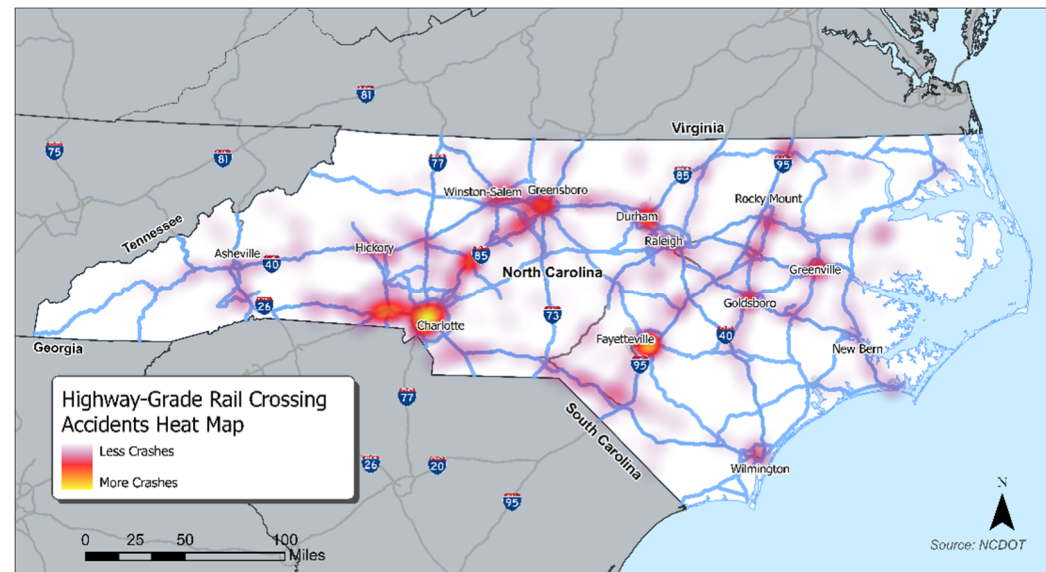 81
Virginia
75
81
77
95
85
Winston-Salem
Greensboro
Rocky Mount
Durham
Tennessee
Raleigh
Asheville
Hickory
40
85
North Carolina
Greenville
26
Goldsboro
73
Charlotte
Fayetteville
40
New Bern
Georgia
95
Highway-Grade Rail Crossing
Accidents Heat Map
Less Crashes
More Crashes
77
South Carolina
26
20
Wilmington
95
N
0 25 50 100
Miles
Source: NCDOT